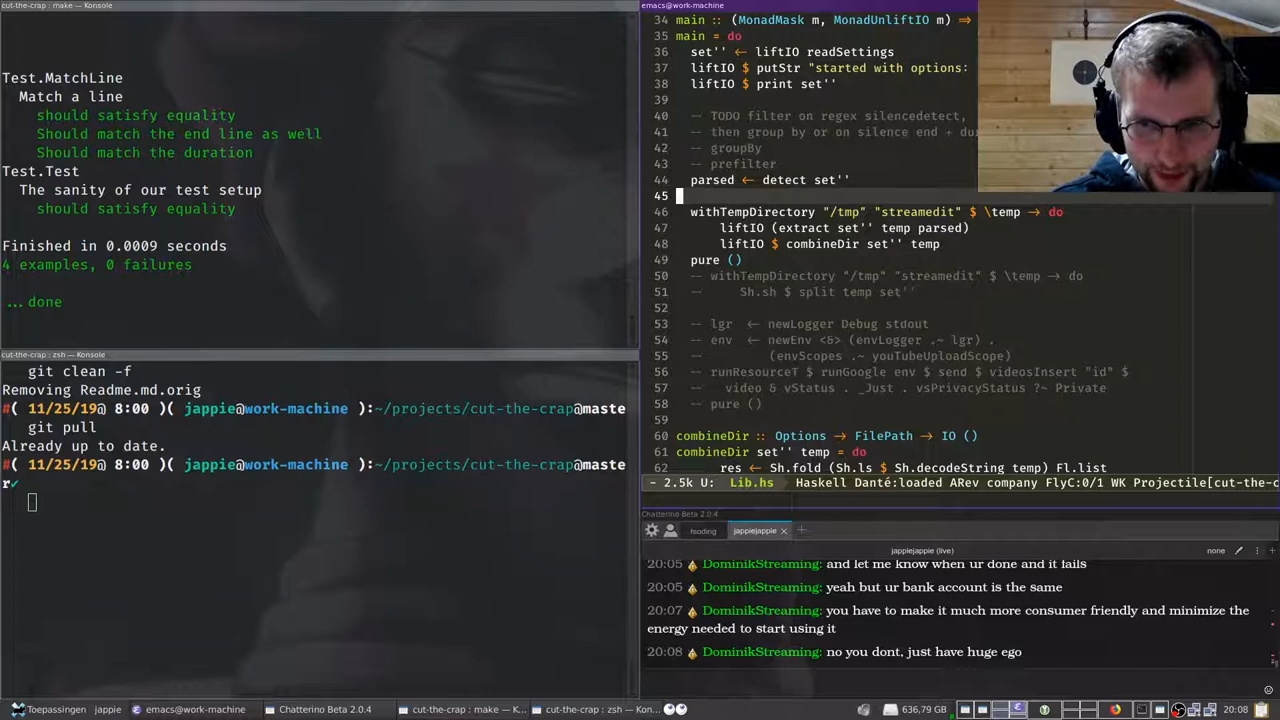 cut-the-crap : make — Konsole
Test.MatchLine
Match a line
should satisfy equality
Should match the end line as well
Should match the duration
Test.Test
The sanity of our test setup
should satisfy equality
Finished in 0.0009 seconds
4 examples, 0 failures
...done
cut-the-crap : zsh — Konsole
git clean -f
Removing Readme.md.orig
#( 11/25/19@ 8:00 )( jappie@work-machine ):~/projects/cut-the-crap@maste
git pull
Already up to date.
#( 11/25/19@ 8:00 )( jappie@work-machine ):~/projects/cut-the-crap@maste
r✔
emacs@work-machine
34 main :: (MonadMask m, MonadUnliftIO m) ⇒
35 main = do
36 set'' ← liftIO readSettings
37 liftIO $ putStr "started with options:
38 liftIO $ print set''
39
40 -- TODO filter on regex silencedetect,
41 -- then group by or on silence end + du
42 -- groupBy
43 -- prefilter
44 parsed ← detect set''
45
46 withTempDirectory "/tmp" "streamedit" $ \temp → do
47 liftIO (extract set'' temp parsed)
48 liftIO $ combineDir set'' temp
49 pure ()
50 -- withTempDirectory "/tmp" "streamedit" $ \temp → do
51 -- Sh.sh $ split temp set''
52
53 -- lgr ← newLogger Debug stdout
54 -- env ← newEnv <&> (envLogger .~ lgr) .
55 -- (envScopes .~ youTubeUploadScope)
56 -- runResourceT $ runGoogle env $ send $ videosInsert "id" $
57 -- video & vStatus . _Just . vsPrivacyStatus ?~ Private
58 -- pure ()
59
60 combineDir :: Options → FilePath → IO ()
61 combineDir set'' temp = do
62 res ← Sh.fold (Sh.ls $ Sh.decodeString temp) Fl.list
- 2.5k U: Lib.hs Haskell Danté:loaded ARev company FlyC:0/1 WK Projectile[cut-the-c
Chatterino Beta 2.0.4
tsoding jappiejappie
jappiejappie (live) none
20:05 DominikStreaming: and let me know when ur done and it fails
20:05 DominikStreaming: yeah but ur bank account is the same
20:07 DominikStreaming: you have to make it much more consumer friendly and minimize the
energy needed to start using it
20:08 DominikStreaming: no you dont, just have huge ego
Toepassingen jappie emacs@work-machine Chatterino Beta 2.0.4 cut-the-crap : make — K... cut-the-crap : zsh — Kon... 636,79 GB 20:08